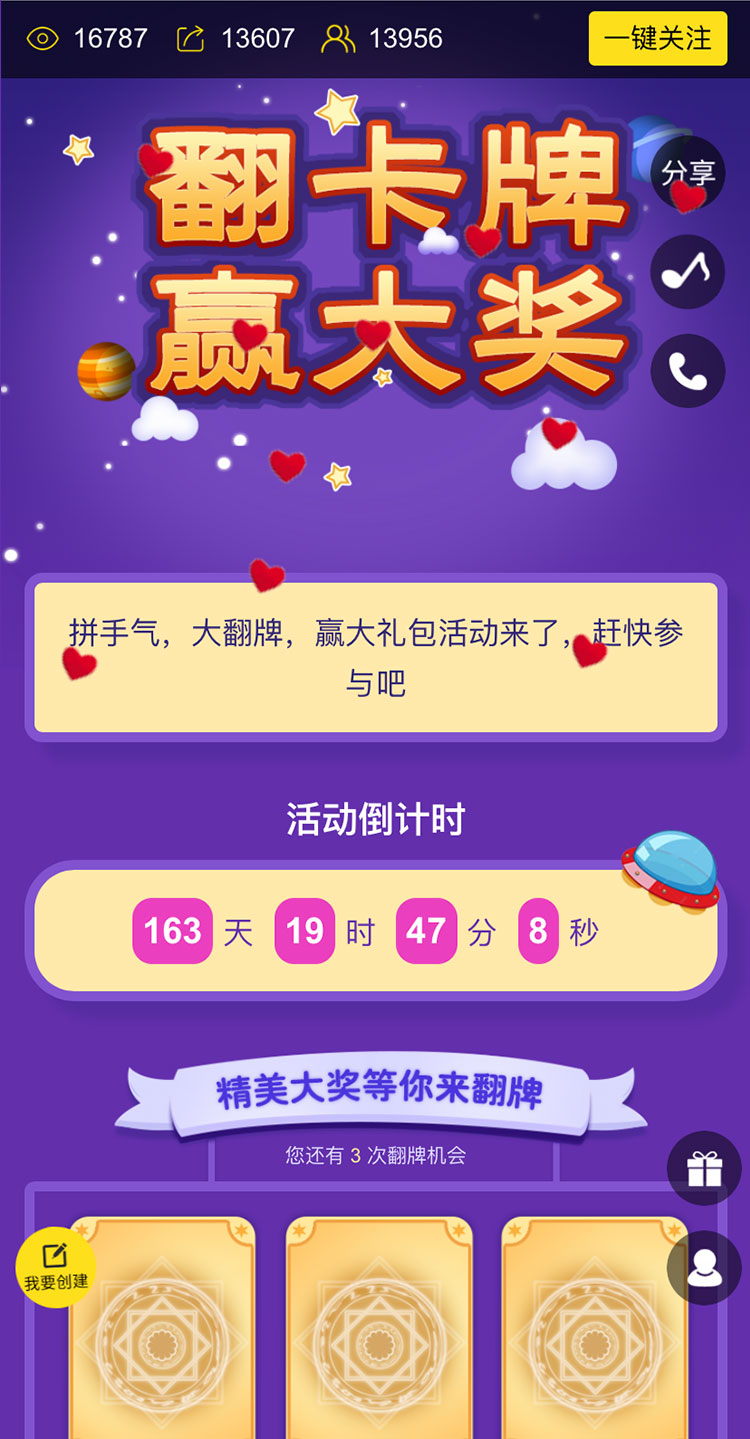 16787 13607 13956 一键关注
翻卡牌
分享
赢大奖
拼手气，大翻牌，赢大礼包活动来了，赶快参
与吧
活动倒计时
163 天 19 时 47 分 8 秒
精美大奖等你来翻牌
您还有 3 次翻牌机会
我要创建